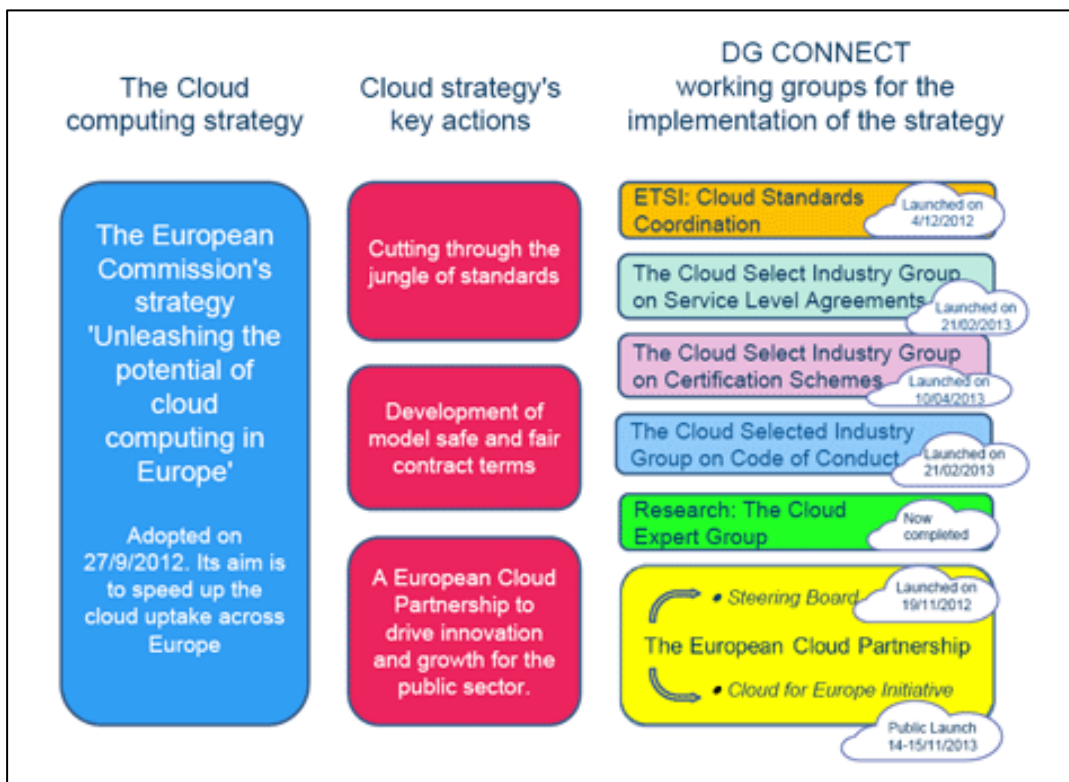 The Cloud
computing strategy
Cloud strategy's
key actions
DG CONNECT
working groups for the
implementation of the strategy
The European
Commission's
strategy
'Unleashing the
potential of
cloud
computing in
Europe'
Adopted on
27/9/2012. Its aim is
to speed up the
cloud uptake across
Europe
Cutting through the
jungle of standards
Development of
model safe and fair
contract terms
A European Cloud
Partnership to
drive innovation
and growth for the
public sector.
ETSI: Cloud Standards
Coordination
Launched on
4/12/2012
The Cloud Select Industry Group
on Service Level Agreements
Launched on
21/02/2013
The Cloud Select Industry Group
on Certification Schemes
Launched on
10/04/2013
The Cloud Selected Industry
Group on Code of Conduct
Launched on
21/02/2013
Research: The Cloud
Expert Group
Now
completed
• Steering Board
Launched on
19/11/2012
The European Cloud Partnership
• Cloud for Europe Initiative
Public Launch
14-15/11/2013